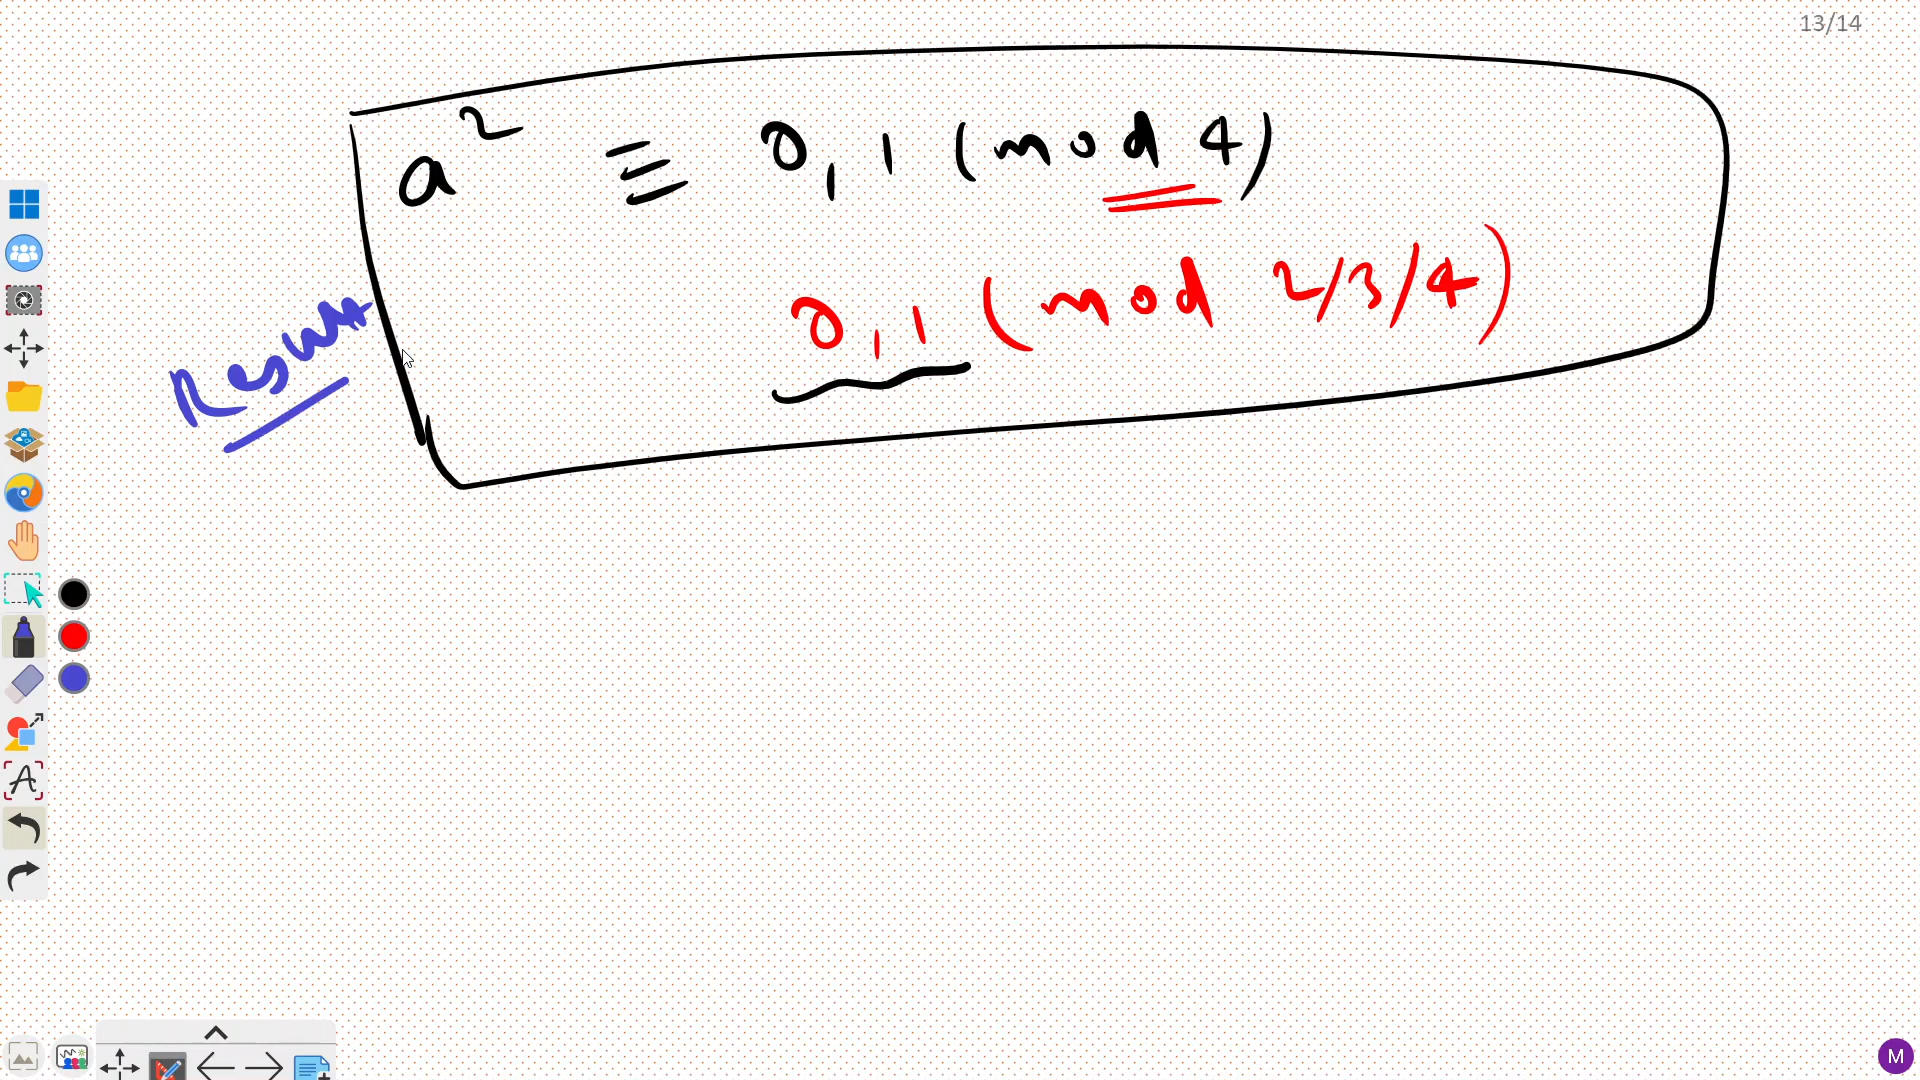 13/14
a² ≡ 0, 1 (mod 4)
0, 1 (mod 2/3/4)
Result
A
M